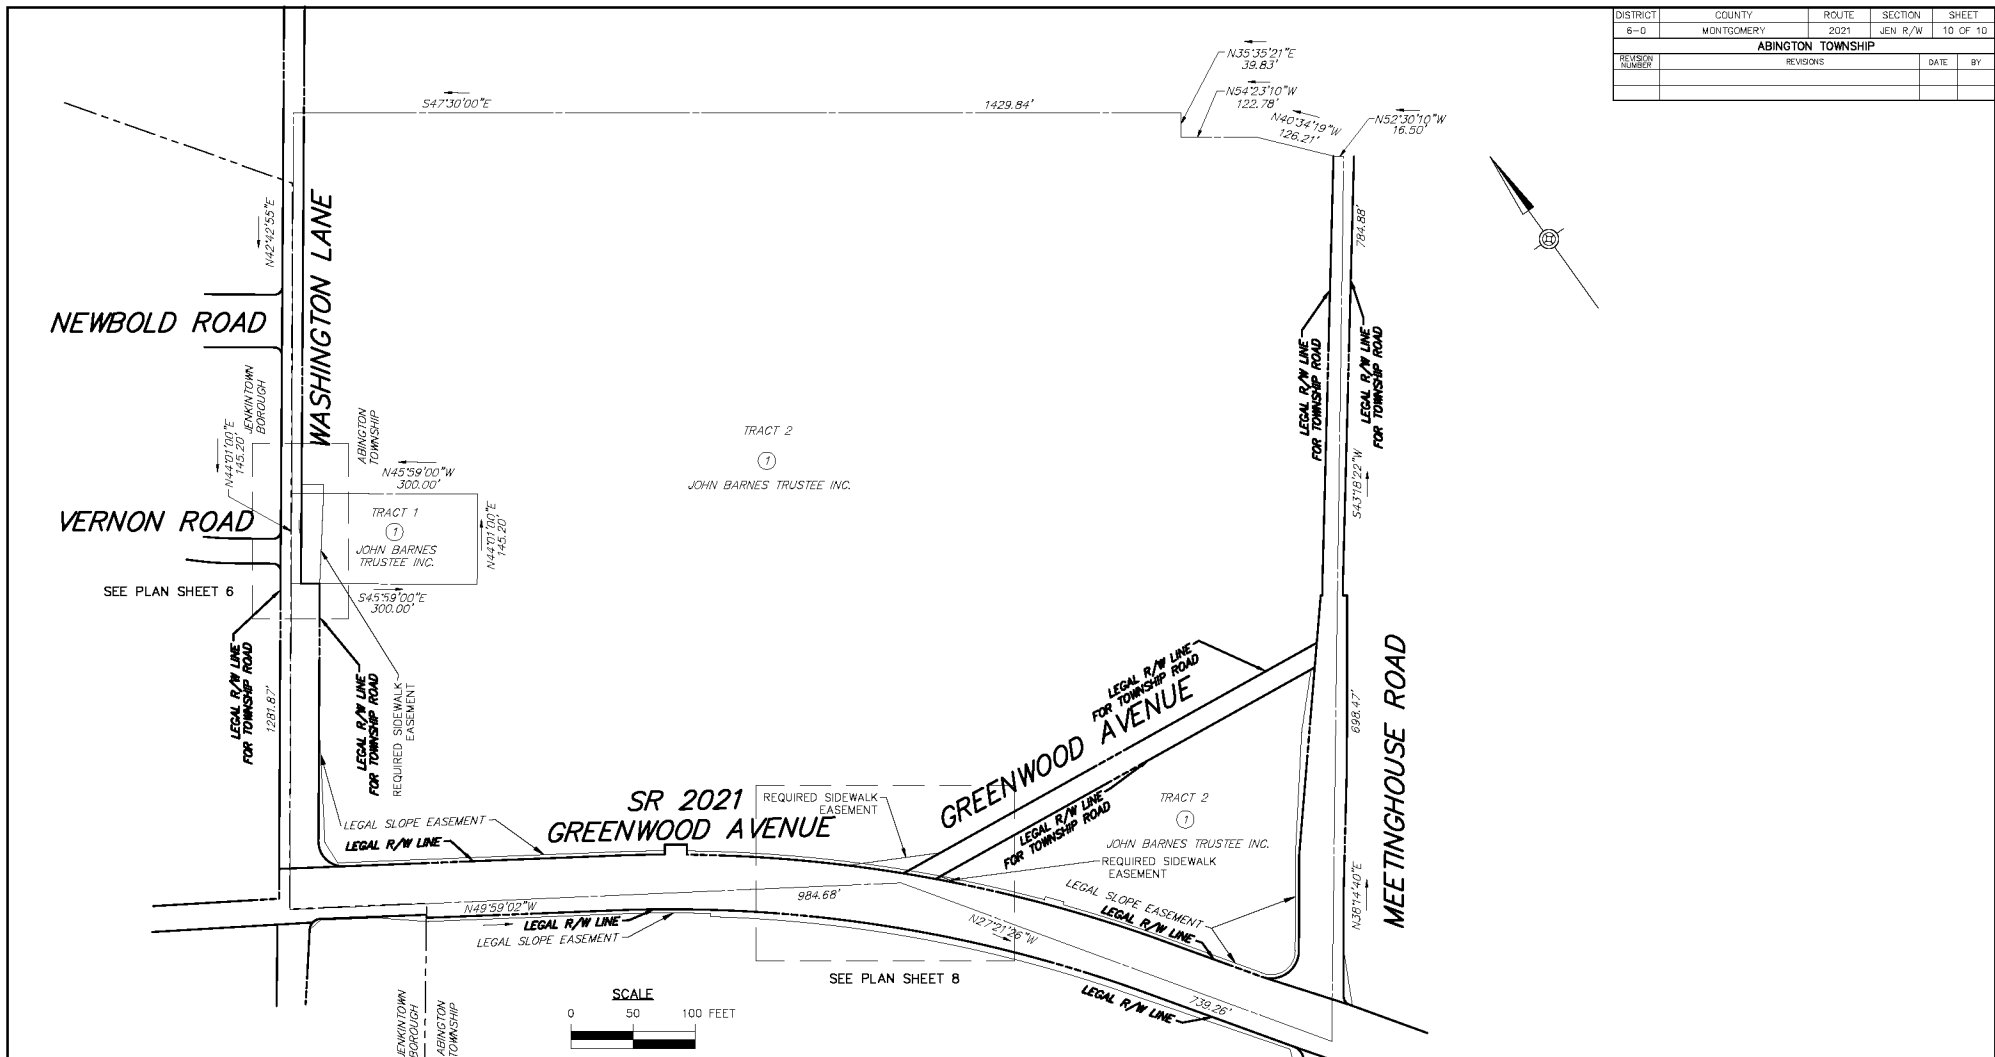 DISTRICT COUNTY ROUTE SECTION SHEET
6-0 MONTGOMERY 2021 JEN R/W 10 OF 10
ABINGTON TOWNSHIP
REVISION NUMBER REVISIONS DATE BY
N35°35'21"E
39.83'
N54°23'10"W
122.78'
N40°34'19"W
126.21'
N52°30'10"W
16.50'
S47°30'00"E
1429.84'
N42°42'55"E
WASHINGTON LANE
NEWBOLD ROAD
784.88'
LEGAL R/W LINE
FOR TOWNSHIP ROAD
LEGAL R/W LINE
FOR TOWNSHIP ROAD
JENKINTOWN
BOROUGH
ABINGTON
TOWNSHIP
N44°01'00"E
145.20'
TRACT 2
1
JOHN BARNES TRUSTEE INC.
N45°59'00"W
300.00'
S43°18'22"W
VERNON ROAD
TRACT 1
1
JOHN BARNES
TRUSTEE INC.
N44°01'00"E
145.20'
SEE PLAN SHEET 6
S45°59'00"E
300.00'
LEGAL R/W LINE
FOR TOWNSHIP ROAD
1281.87'
LEGAL R/W LINE
FOR TOWNSHIP ROAD
REQUIRED SIDEWALK
EASEMENT
LEGAL R/W LINE
FOR TOWNSHIP ROAD
GREENWOOD AVENUE
MEETINGHOUSE ROAD
698.47'
SR 2021
GREENWOOD AVENUE
REQUIRED SIDEWALK
EASEMENT
LEGAL SLOPE EASEMENT
LEGAL R/W LINE
LEGAL R/W LINE
FOR TOWNSHIP ROAD
TRACT 2
1
JOHN BARNES TRUSTEE INC.
REQUIRED SIDEWALK
EASEMENT
LEGAL SLOPE EASEMENT
LEGAL R/W LINE
N38°14'40"E
N49°59'02"W
984.68'
LEGAL R/W LINE
LEGAL SLOPE EASEMENT
N27°21'26"W
SEE PLAN SHEET 8
739.26'
LEGAL R/W LINE
JENKINTOWN
BOROUGH
ABINGTON
TOWNSHIP
SCALE
0 50 100 FEET